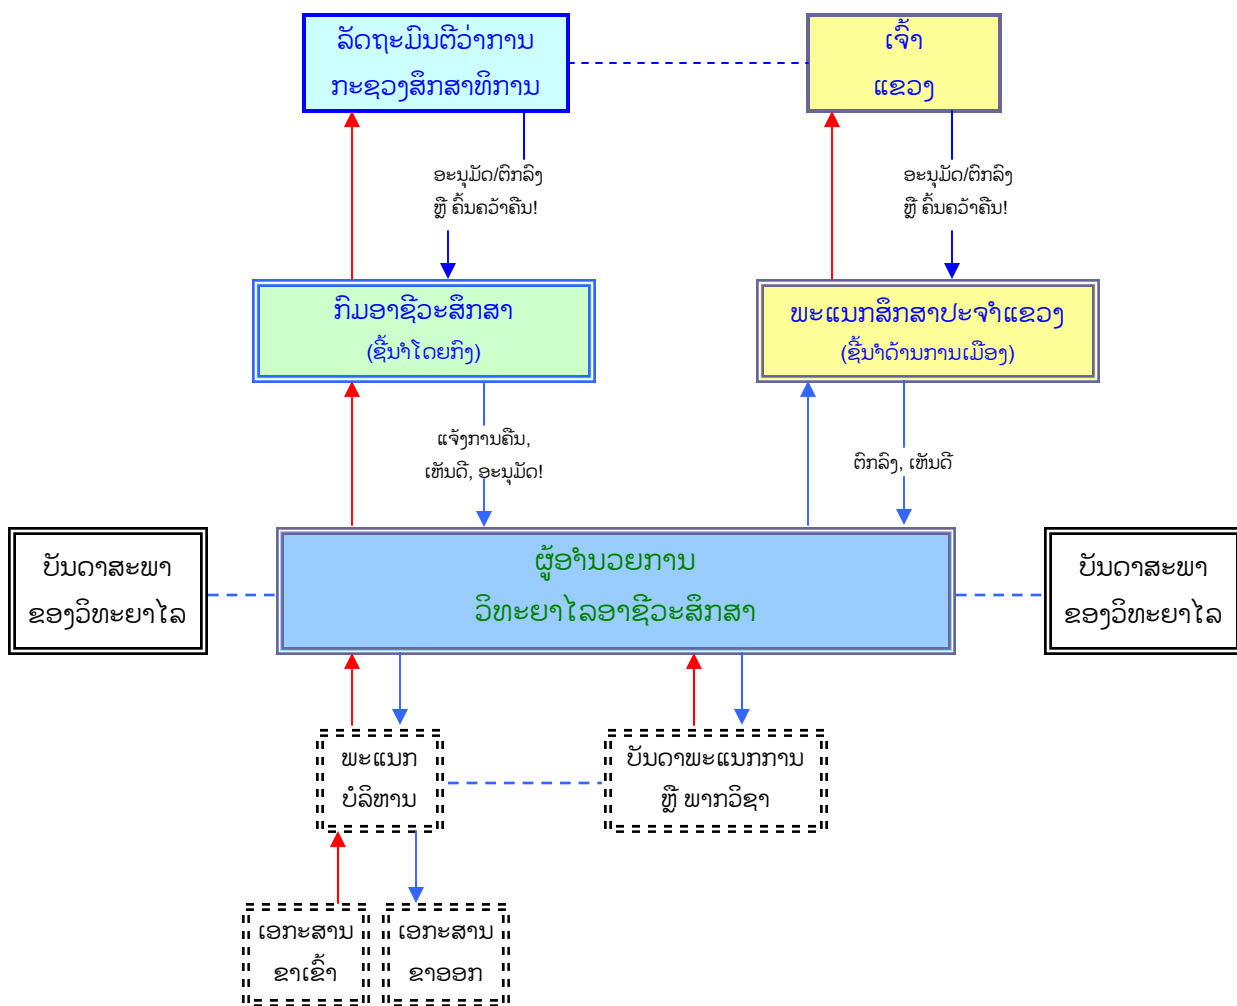 ລັດຖະມົນຕີວ່າການ
ກະຊວງສຶກສາທິການ
ເຈົ້າ
ແຂວງ
ອະນຸມັດ/ຕົກລົງ
ຫຼື ຄົ້ນຄວ້າຄືນ!
ອະນຸມັດ/ຕົກລົງ
ຫຼື ຄົ້ນຄວ້າຄືນ!
ກົມອາຊີວະສຶກສາ
(ຊີ້ນຳໂດຍກົງ)
ພະແນກສຶກສາປະຈຳແຂວງ
(ຊີ້ນຳດ້ານການເມືອງ)
ແຈ້ງການຄືນ,
ເຫັນດີ, ອະນຸມັດ!
ຕົກລົງ, ເຫັນດີ
ບັນດາສະພາ
ຂອງວິທະຍາໄລ
ຜູ້ອຳນວຍການ
ວິທະຍາໄລອາຊີວະສຶກສາ
ບັນດາສະພາ
ຂອງວິທະຍາໄລ
ພະແນກ
ບໍລິຫານ
ບັນດາພະແນກການ
ຫຼື ພາກວິຊາ
ເອກະສານ
ຂາເຂົ້າ
ເອກະສານ
ຂາອອກ